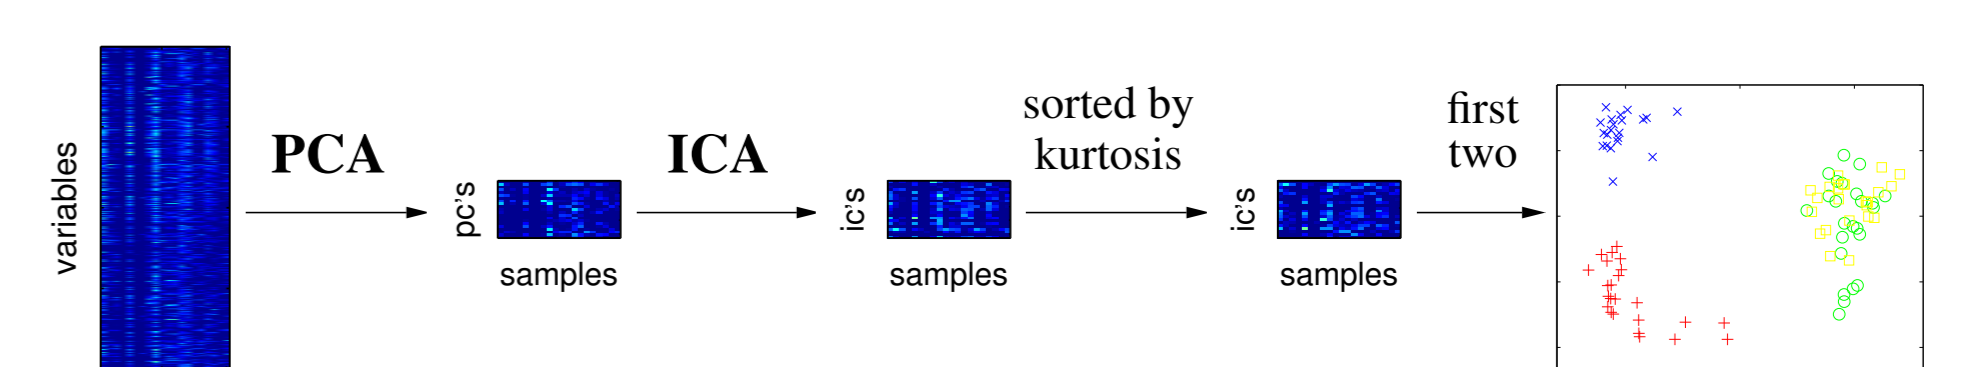 variables
PCA
pc's
samples
ICA
ic's
samples
sorted by
kurtosis
ic's
samples
first
two